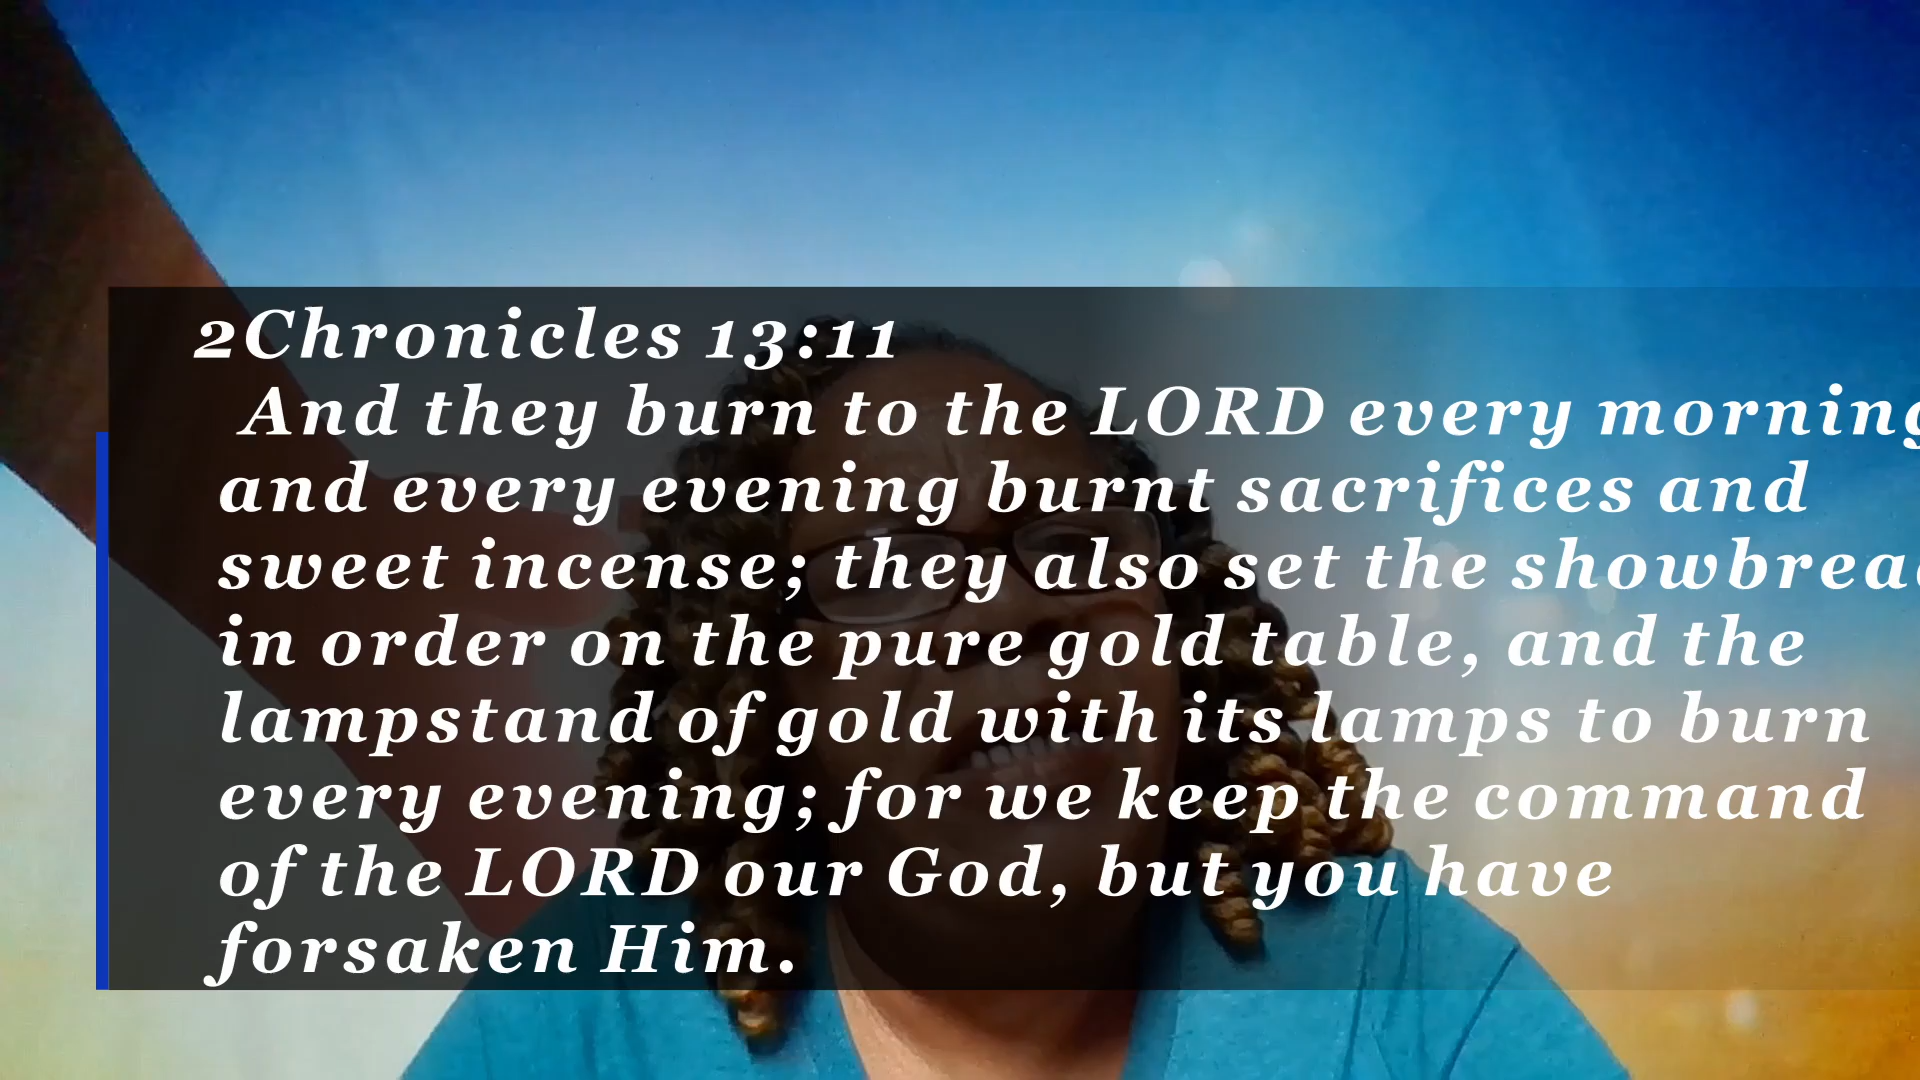 2Chronicles 13:11
And they burn to the LORD every morning
and every evening burnt sacrifices and
sweet incense; they also set the showbread
in order on the pure gold table, and the
lampstand of gold with its lamps to burn
every evening; for we keep the command
of the LORD our God, but you have
forsaken Him.